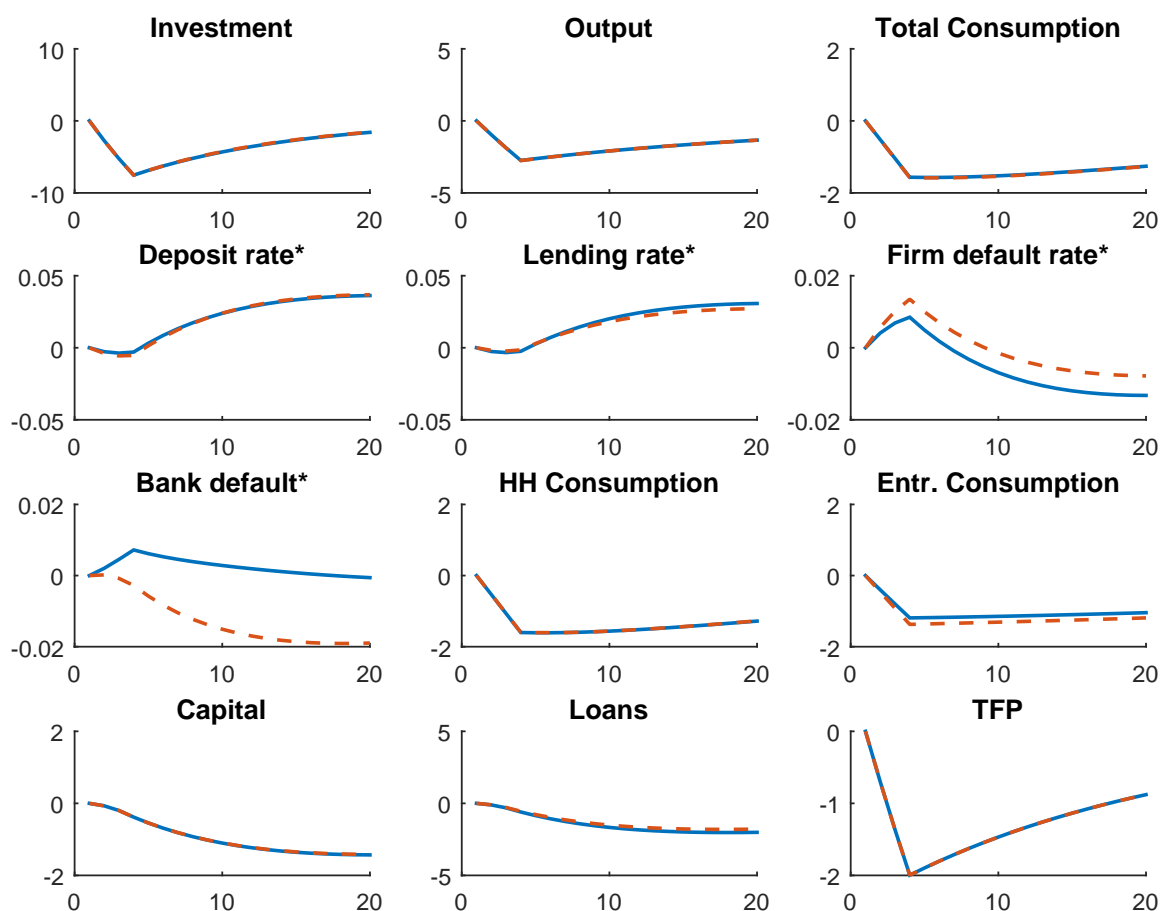 Investment
10
0
-10
0 10 20
Output
5
0
-5
0 10 20
Total Consumption
2
0
-2
0 10 20
Deposit rate*
0.05
0
-0.05
0 10 20
Lending rate*
0.05
0
-0.05
0 10 20
Firm default rate*
0.02
0
-0.02
0 10 20
Bank default*
0.02
0
-0.02
0 10 20
HH Consumption
2
0
-2
0 10 20
Entr. Consumption
2
0
-2
0 10 20
Capital
2
0
-2
0 10 20
Loans
5
0
-5
0 10 20
TFP
0
-1
-2
0 10 20